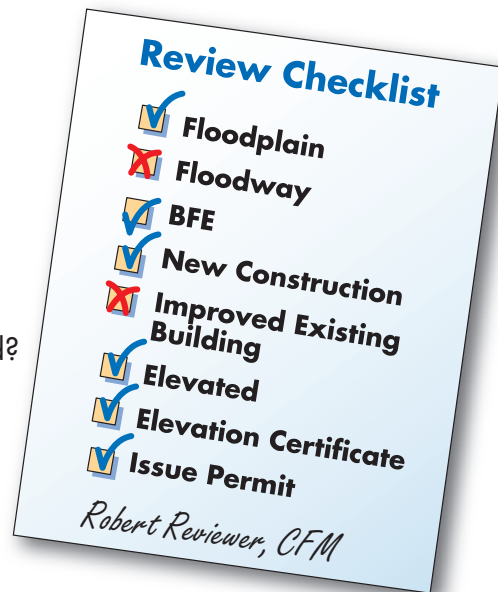 Review Checklist
Floodplain
Floodway
BFE
New Construction
Improved Existing
Building
Elevated
Elevation Certificate
Issue Permit
Robert Reviewer, CFM